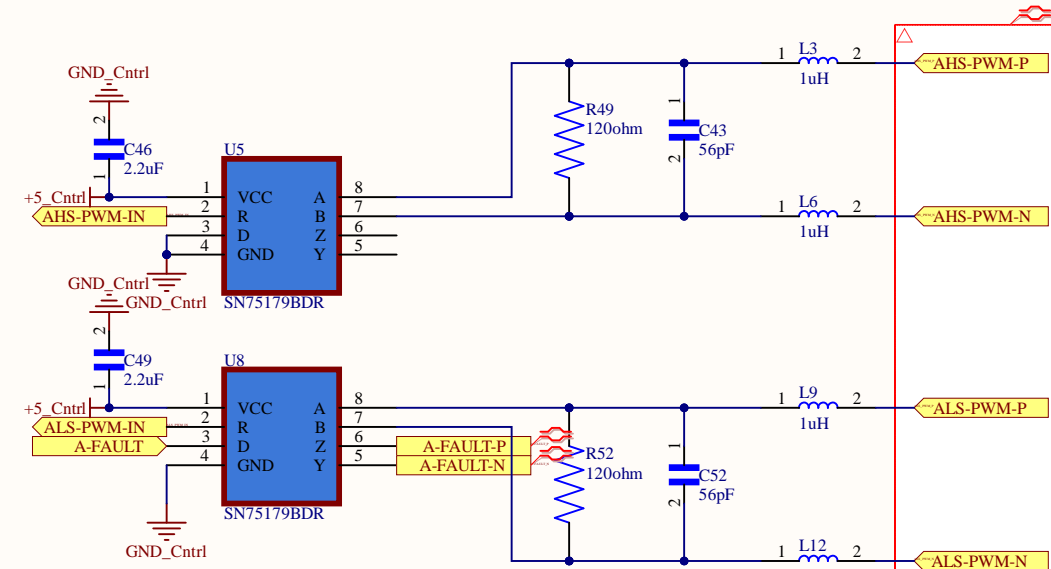 GND_Cntrl
2
C46
2.2uF
1
+5_Cntrl
AHS-PWM-IN
U5
1 VCC A 8
2 R B 7
3 D Z 6
4 GND Y 5
SN75179BDR
GND_Cntrl
R49
120ohm
1
C43
56pF
2
1 L3 2
1uH
AHS-PWM-P
1 L6 2
1uH
AHS-PWM-N
GND_Cntrl
2
C49
2.2uF
1
+5_Cntrl
ALS-PWM-IN
A-FAULT
U8
1 VCC A 8
2 R B 7
3 D Z 6
4 GND Y 5
SN75179BDR
GND_Cntrl
A-FAULT-P
A-FAULT-N
R52
120ohm
1
C52
56pF
2
1 L9 2
1uH
ALS-PWM-P
1 L12 2
ALS-PWM-N